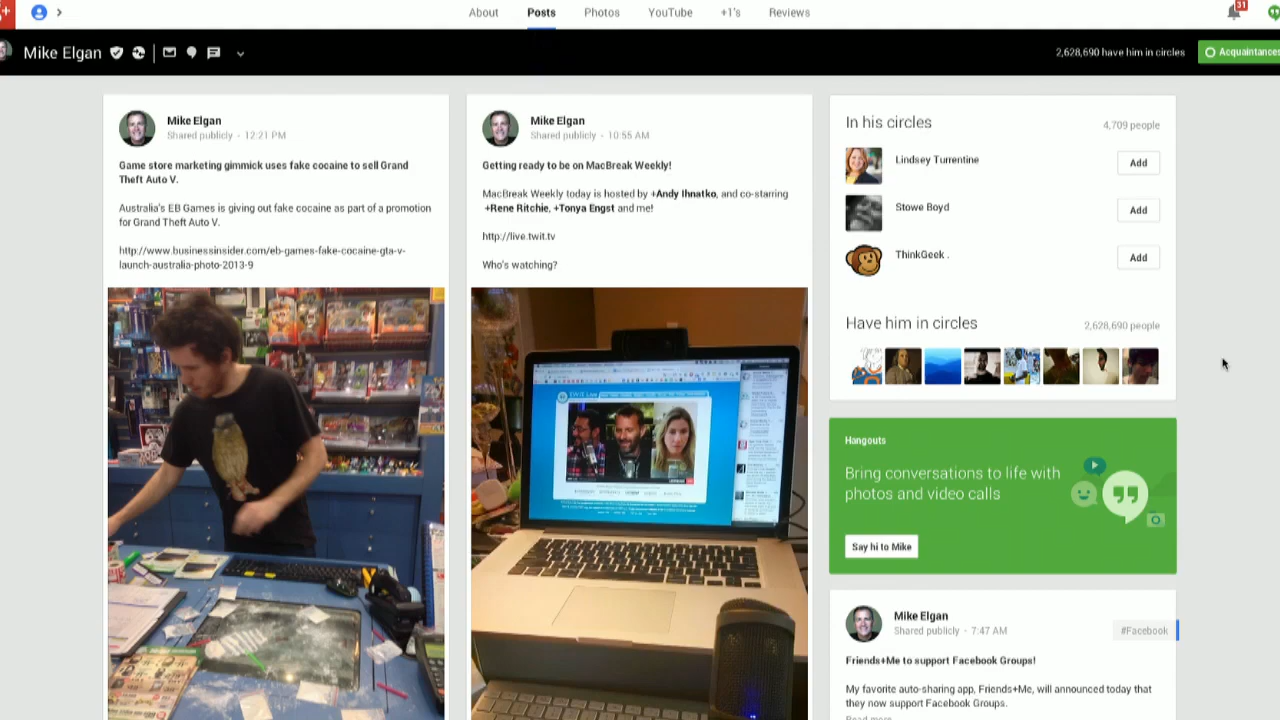 About
Posts
Photos
YouTube
+1's
Reviews
31
Mike Elgan
2,628,690 have him in circles
Acquaintances
Mike Elgan
Shared publicly - 12:21 PM
Game store marketing gimmick uses fake cocaine to sell Grand
Theft Auto V.
Australia's EB Games is giving out fake cocaine as part of a promotion
for Grand Theft Auto V.
http://www.businessinsider.com/eb-games-fake-cocaine-gta-v-
launch-australia-photo-2013-9
Mike Elgan
Shared publicly - 10:55 AM
Getting ready to be on MacBreak Weekly!
MacBreak Weekly today is hosted by +Andy Ihnatko, and co-starring
+Rene Ritchie, +Tonya Engst and me!
http://live.twit.tv
Who's watching?
In his circles
4,709 people
Lindsey Turrentine
Add
Stowe Boyd
Add
ThinkGeek .
Add
Have him in circles
2,628,690 people
Hangouts
Bring conversations to life with
photos and video calls
Say hi to Mike
Mike Elgan
Shared publicly - 7:47 AM
#Facebook
Friends+Me to support Facebook Groups!
My favorite auto-sharing app, Friends+Me, will announced today that
they now support Facebook Groups.
Read more